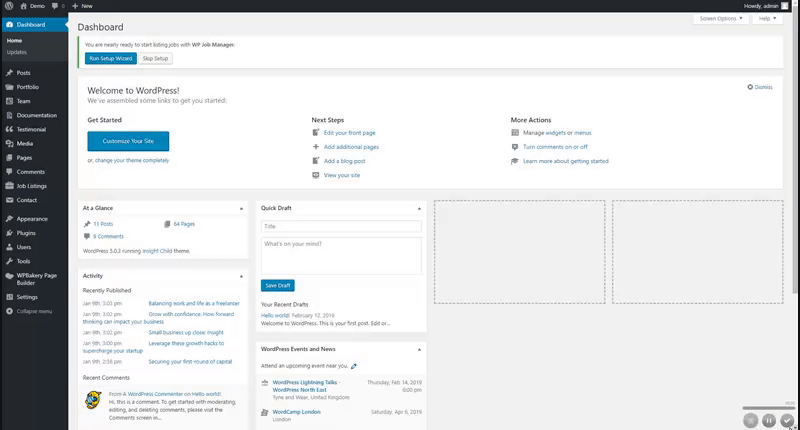 Demo 0 New Howdy, admin
Dashboard
Home
Updates
Posts
Portfolio
Team
Documentation
Testimonial
Media
Pages
Comments
Job Listings
Contact
Appearance
Plugins
Users
Tools
WPBakery Page
Builder
Settings
Collapse menu
Dashboard
Screen Options Help
You are nearly ready to start listing jobs with WP Job Manager.
Run Setup Wizard Skip Setup
Welcome to WordPress!
Dismiss
We've assembled some links to get you started:
Get Started
Customize Your Site
or, change your theme completely
Next Steps
Edit your front page
Add additional pages
Add a blog post
View your site
More Actions
Manage widgets or menus
Turn comments on or off
Learn more about getting started
At a Glance
11 Posts 64 Pages
5 Comments
WordPress 5.0.3 running Insight Child theme.
Activity
Recently Published
Jan 9th, 3:03 pm Balancing work and life as a freelancer
Jan 9th, 3:02 pm Grow with confidence. How forward
thinking can impact your business
Jan 9th, 3:02 pm Small business up close: Insight
Jan 9th, 3:00 pm Leverage these growth hacks to
supercharge your startup
Jan 9th, 2:58 pm Securing your first-round of capital
Recent Comments
From A WordPress Commenter on Hello world!
Hi, this is a comment. To get started with moderating,
editing, and deleting comments, please visit the
Comments screen in...
Quick Draft
Title
What's on your mind?
Save Draft
Your Recent Drafts
Hello world! February 12, 2019
Welcome to WordPress. This is your first post. Edit or...
WordPress Events and News
Attend an upcoming event near you.
WordPress Lightning Talks - Thursday, Feb 14, 2019
WordPress North East 6:00 pm
Tyne and Wear, United Kingdom
WordCamp London Saturday, Apr 6, 2019
London